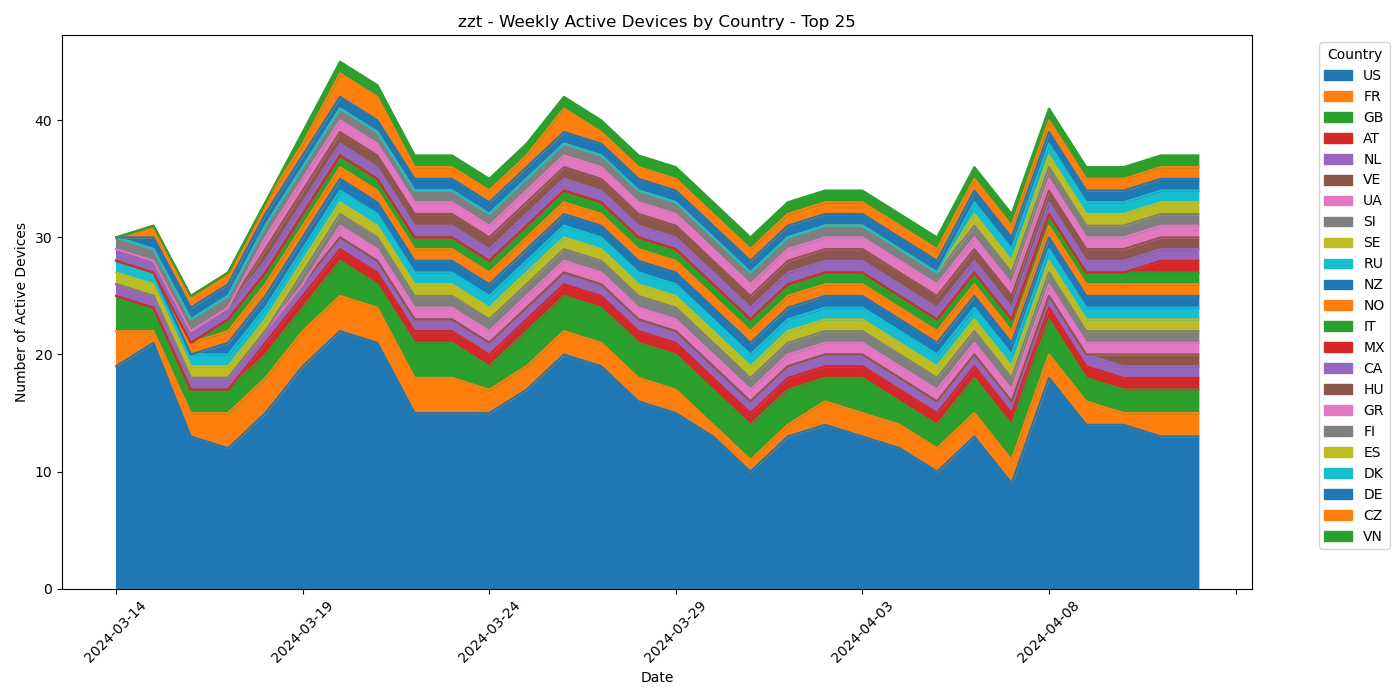 zzt - Weekly Active Devices by Country - Top 25
Number of Active Devices
40
30
20
10
0
2024-03-14
2024-03-19
2024-03-24
2024-03-29
2024-04-03
2024-04-08
Date
Country
US
FR
GB
AT
NL
VE
UA
SI
SE
RU
NZ
NO
IT
MX
CA
HU
GR
FI
ES
DK
DE
CZ
VN